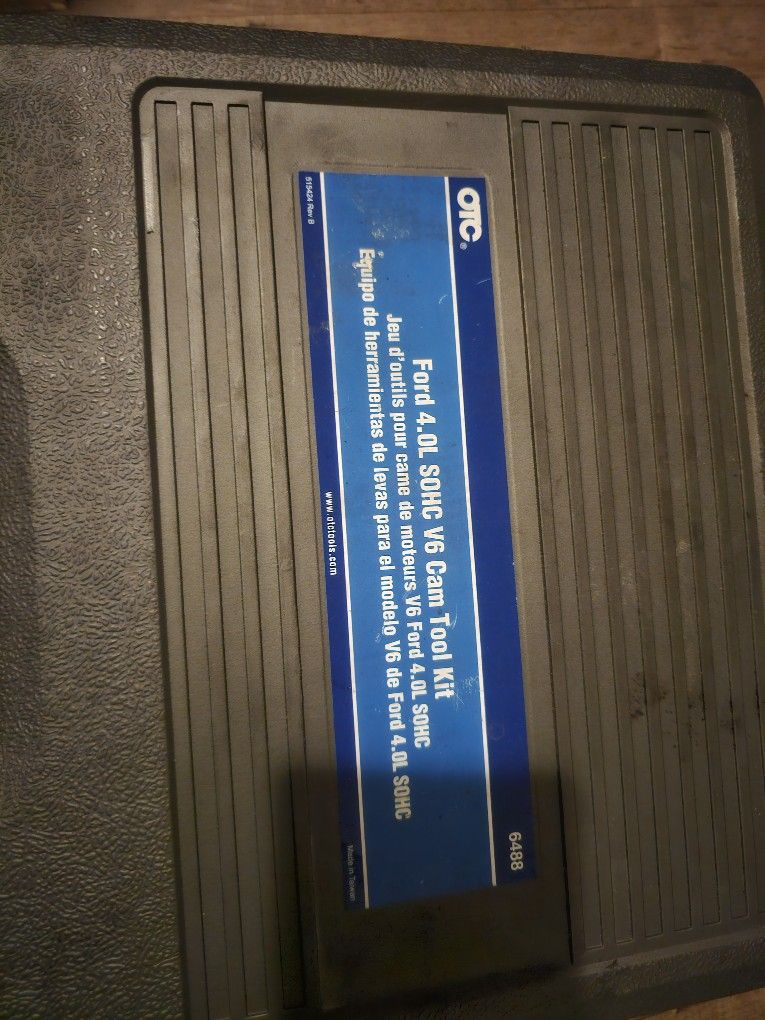 OTC®
6488
Ford 4.0L SOHC V6 Cam Tool Kit
Jeu d'outils pour came de moteurs V6 Ford 4.0L SOHC
Equipo de herramientas de levas para el modelo V6 de Ford 4.0L SOHC
515424 Rev B
www.otctools.com
Made in Taiwan